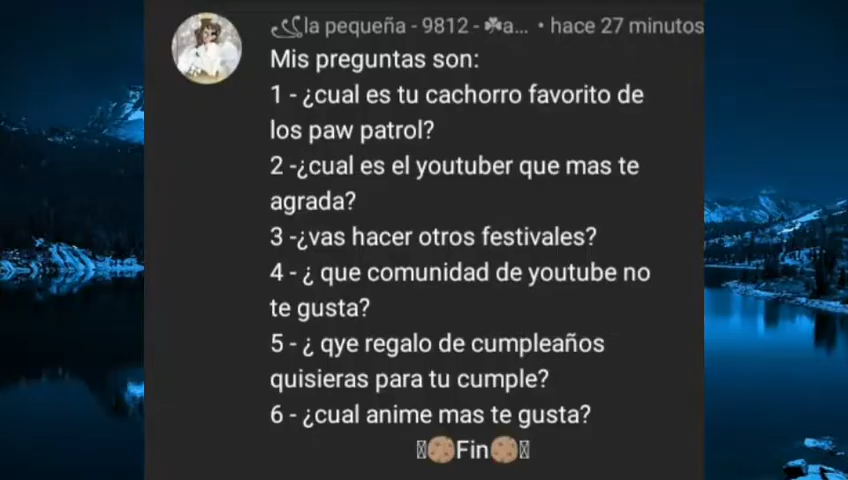 la pequeña - 9812 - ☘a... • hace 27 minutos
Mis preguntas son:
1 - ¿cual es tu cachorro favorito de
los paw patrol?
2 -¿cual es el youtuber que mas te
agrada?
3 -¿vas hacer otros festivales?
4 - ¿ que comunidad de youtube no
te gusta?
5 - ¿ qye regalo de cumpleaños
quisieras para tu cumple?
6 - ¿cual anime mas te gusta?
🍪Fin🍪